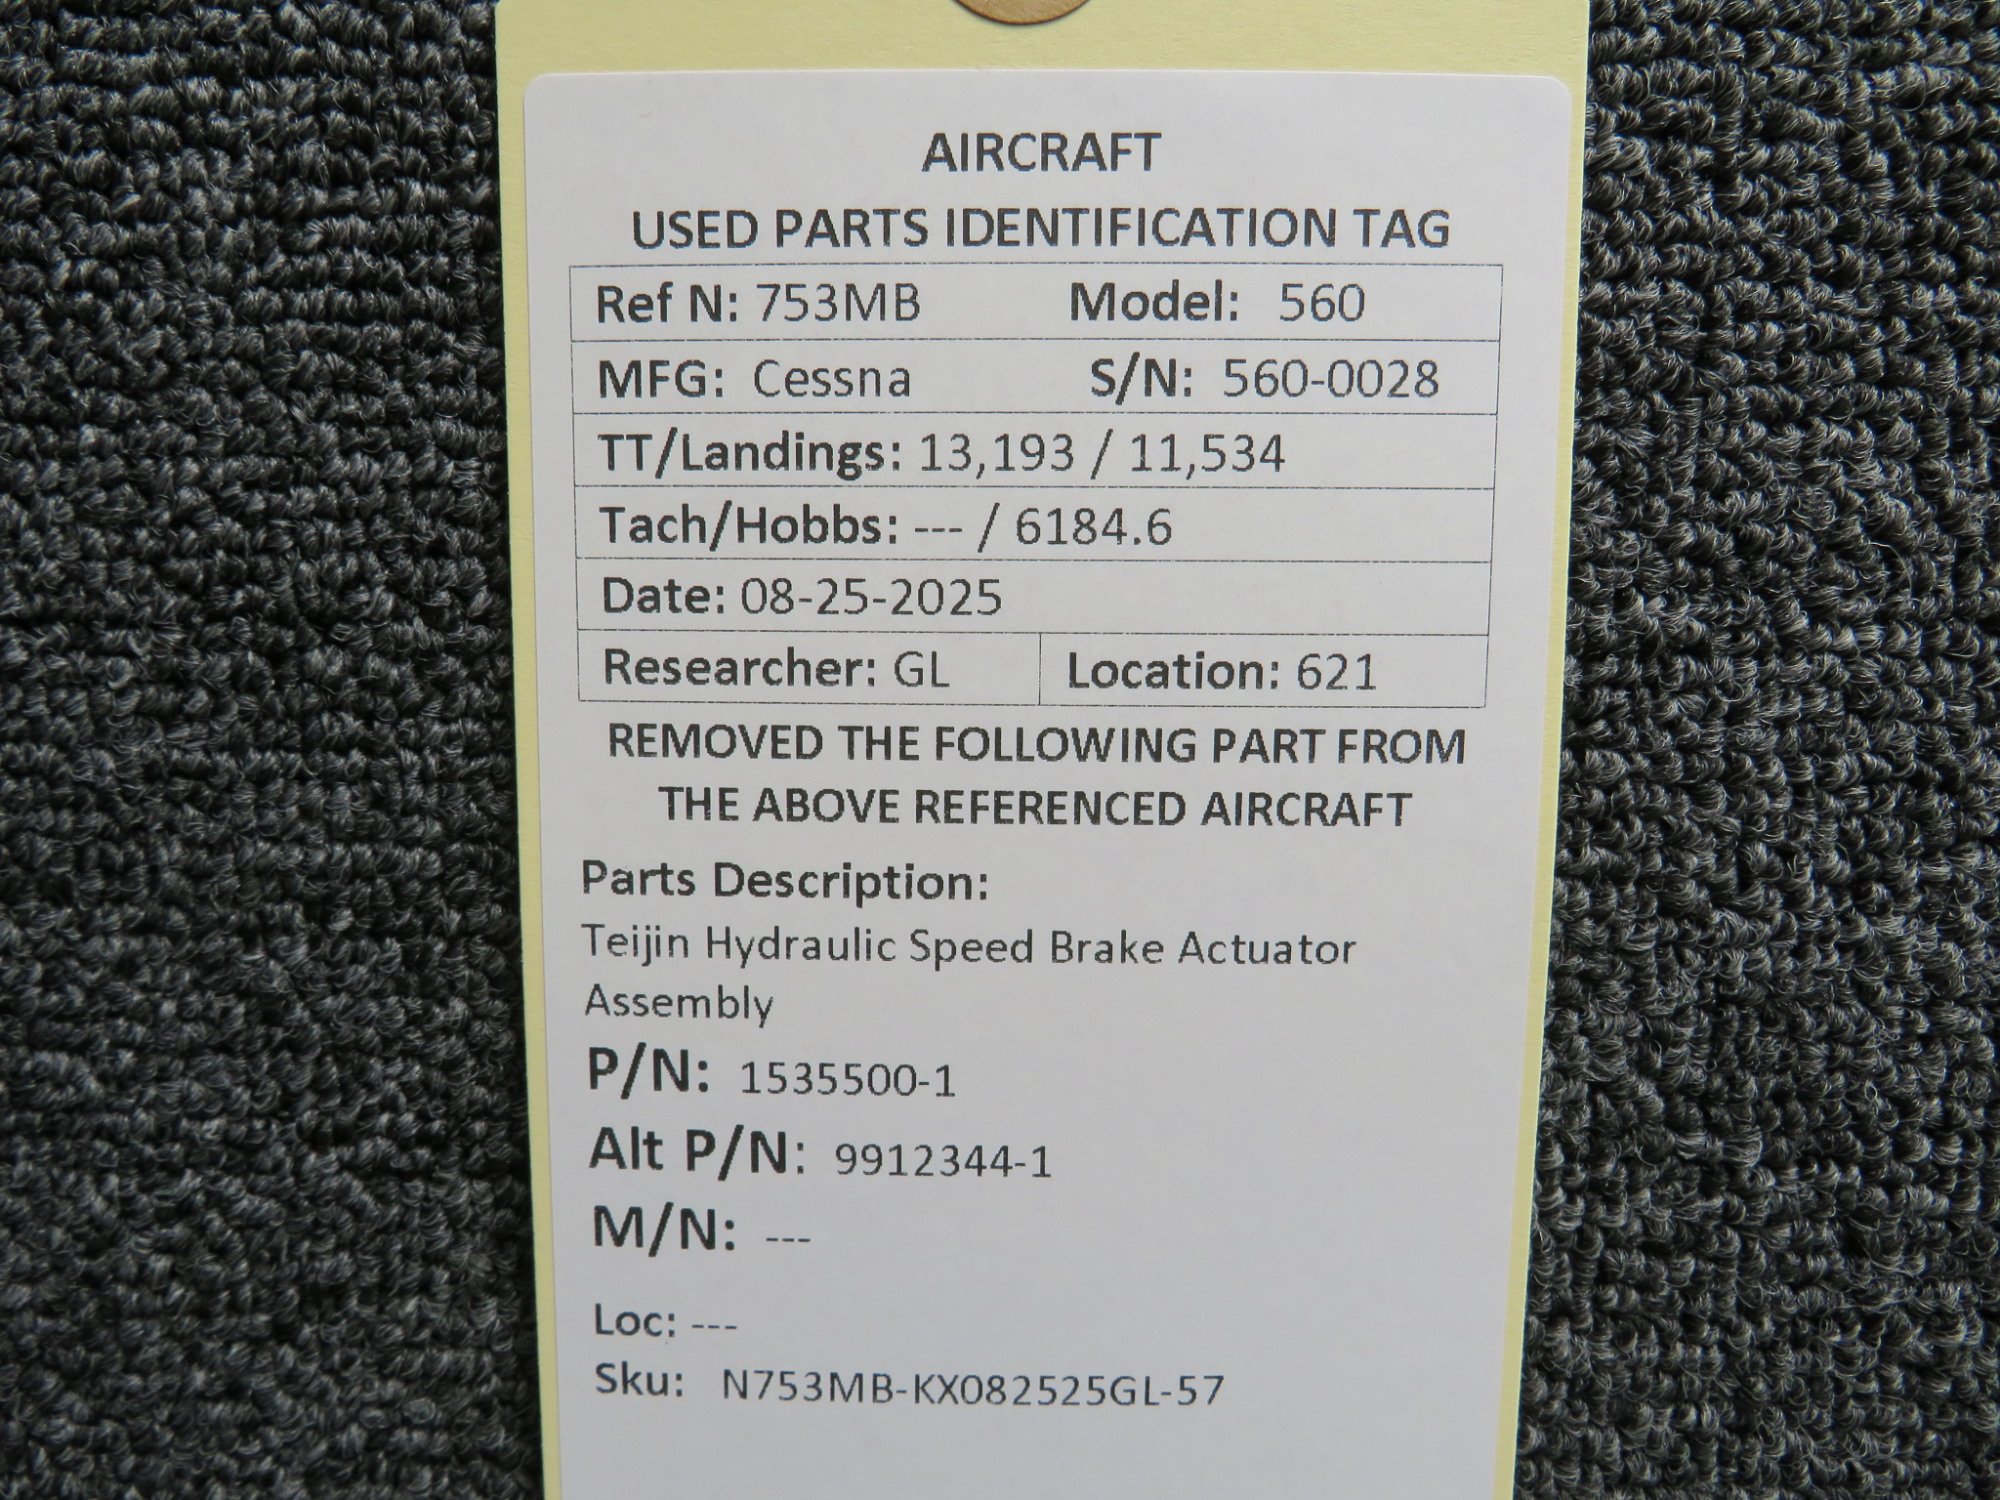 AIRCRAFT
USED PARTS IDENTIFICATION TAG
Ref N: 753MB Model: 560
MFG: Cessna S/N: 560-0028
TT/Landings: 13,193 / 11,534
Tach/Hobbs: --- / 6184.6
Date: 08-25-2025
Researcher: GL Location: 621
REMOVED THE FOLLOWING PART FROM
THE ABOVE REFERENCED AIRCRAFT
Parts Description:
Teijin Hydraulic Speed Brake Actuator
Assembly
P/N: 1535500-1
Alt P/N: 9912344-1
M/N: ---
Loc: ---
Sku: N753MB-KX082525GL-57